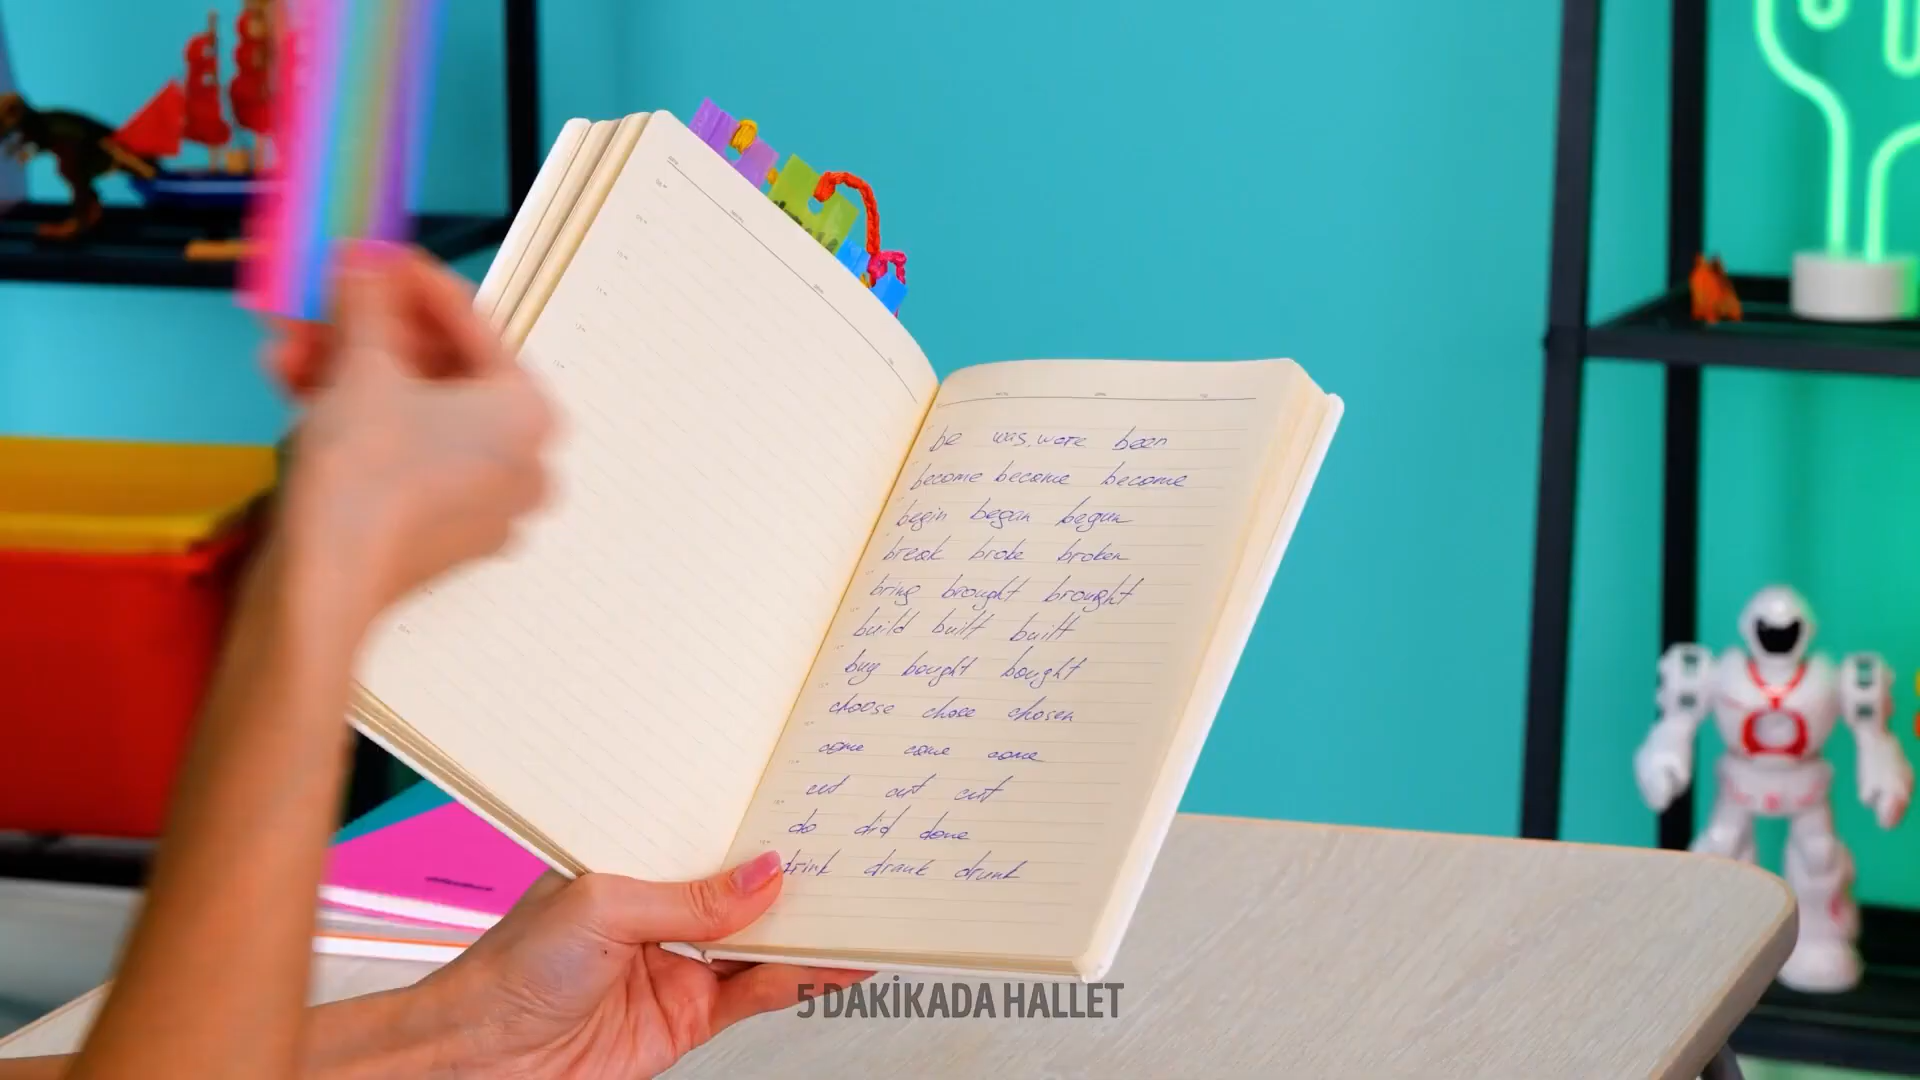 be was, were been
become became become
begin began begun
break broke broken
bring brought brought
build built built
buy bought bought
choose chose chosen
come came come
cut cut cut
do did done
drink drank drunk
5 DAKİKADA HALLET